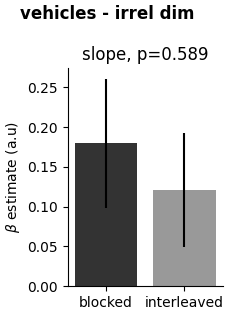 vehicles - irrel dim
slope, p=0.589
β estimate (a.u)
0.25
0.20
0.15
0.10
0.05
0.00
blocked interleaved